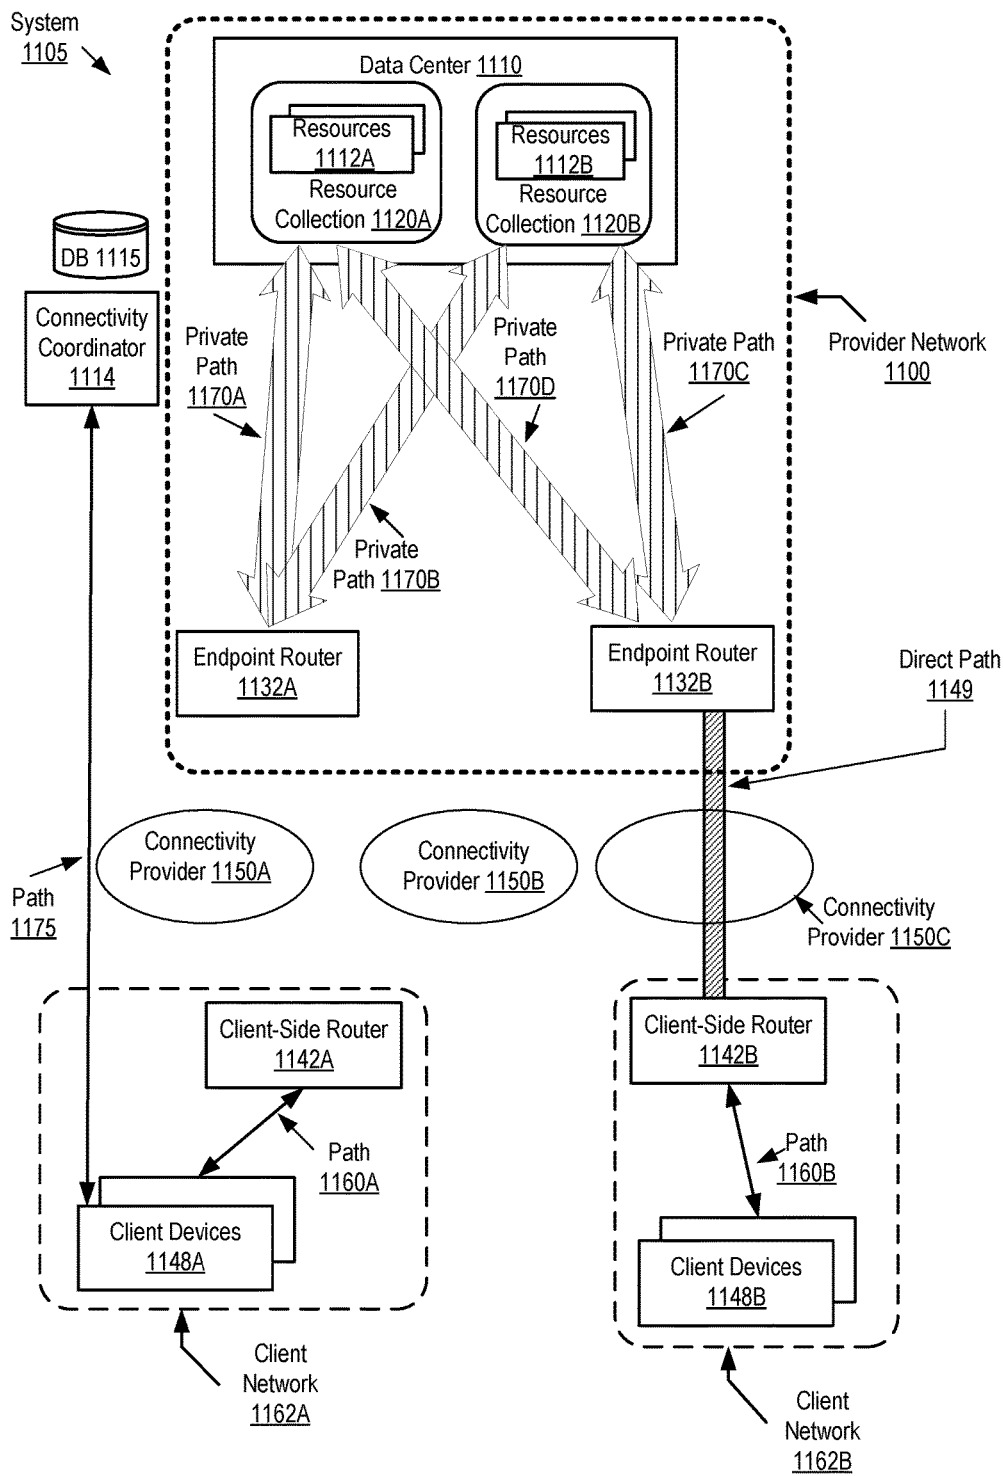 System
1105
Data Center 1110
Resources
1112A
Resource
Collection 1120A
Resources
1112B
Resource
Collection 1120B
DB 1115
Connectivity
Coordinator
1114
Private
Path
1170A
Private
Path
1170D
Private Path
1170C
Provider Network
1100
Private
Path 1170B
Endpoint Router
1132A
Endpoint Router
1132B
Direct Path
1149
Connectivity
Provider 1150A
Connectivity
Provider 1150B
Connectivity
Provider 1150C
Path
1175
Client-Side Router
1142A
Path
1160A
Client Devices
1148A
Client
Network
1162A
Client-Side Router
1142B
Path
1160B
Client Devices
1148B
Client
Network
1162B